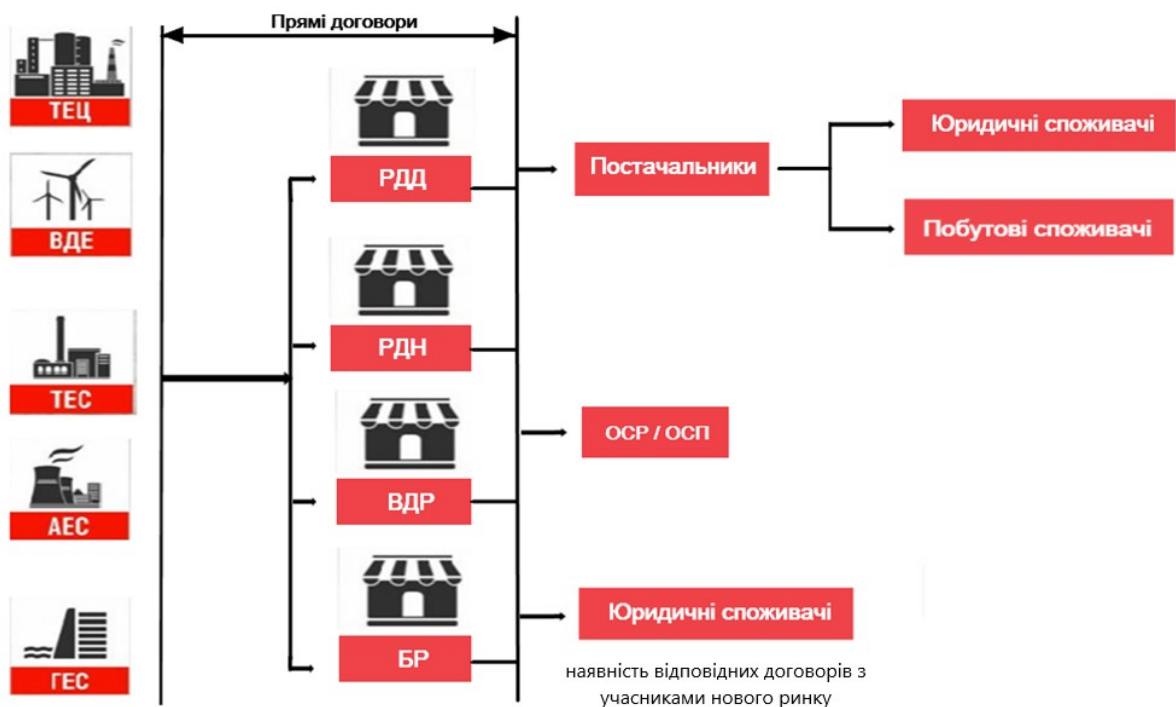 Прямі договори
ТЕЦ
ВДЕ
ТЕС
АЕС
ГЕС
РДД
РДН
ВДР
БР
Постачальники
ОСР / ОСП
Юридичні споживачі
наявність відповідних договорів з
учасниками нового ринку
Юридичні споживачі
Побутові споживачі